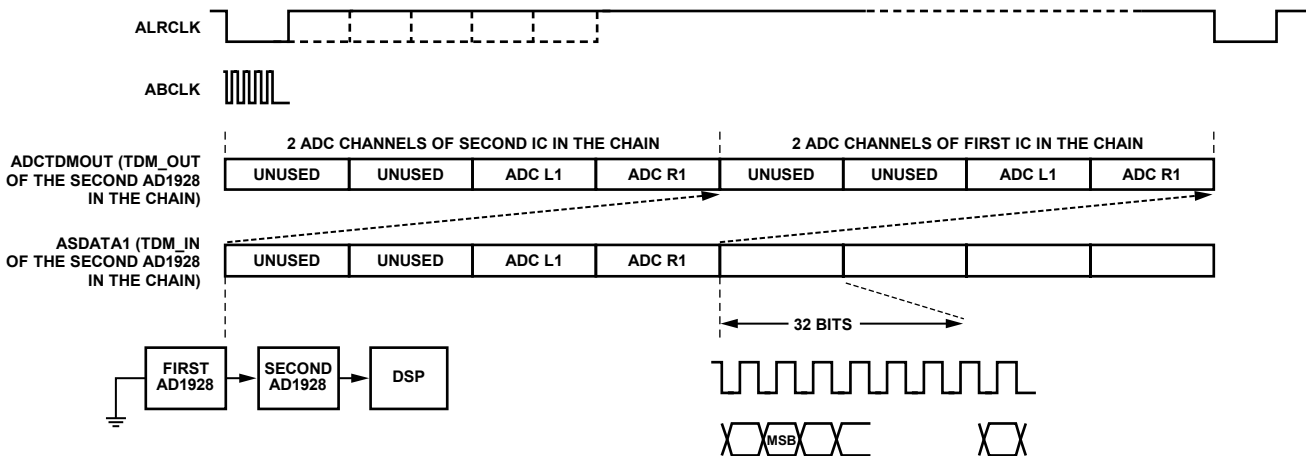 ALRCLK
ABCLK
2 ADC CHANNELS OF SECOND IC IN THE CHAIN
2 ADC CHANNELS OF FIRST IC IN THE CHAIN
ADCTDMOUT (TDM_OUT
OF THE SECOND AD1928
IN THE CHAIN)
UNUSED
UNUSED
ADC L1
ADC R1
UNUSED
UNUSED
ADC L1
ADC R1
ASDATA1 (TDM_IN
OF THE SECOND AD1928
IN THE CHAIN)
UNUSED
UNUSED
ADC L1
ADC R1
32 BITS
FIRST
AD1928
SECOND
AD1928
DSP
MSB